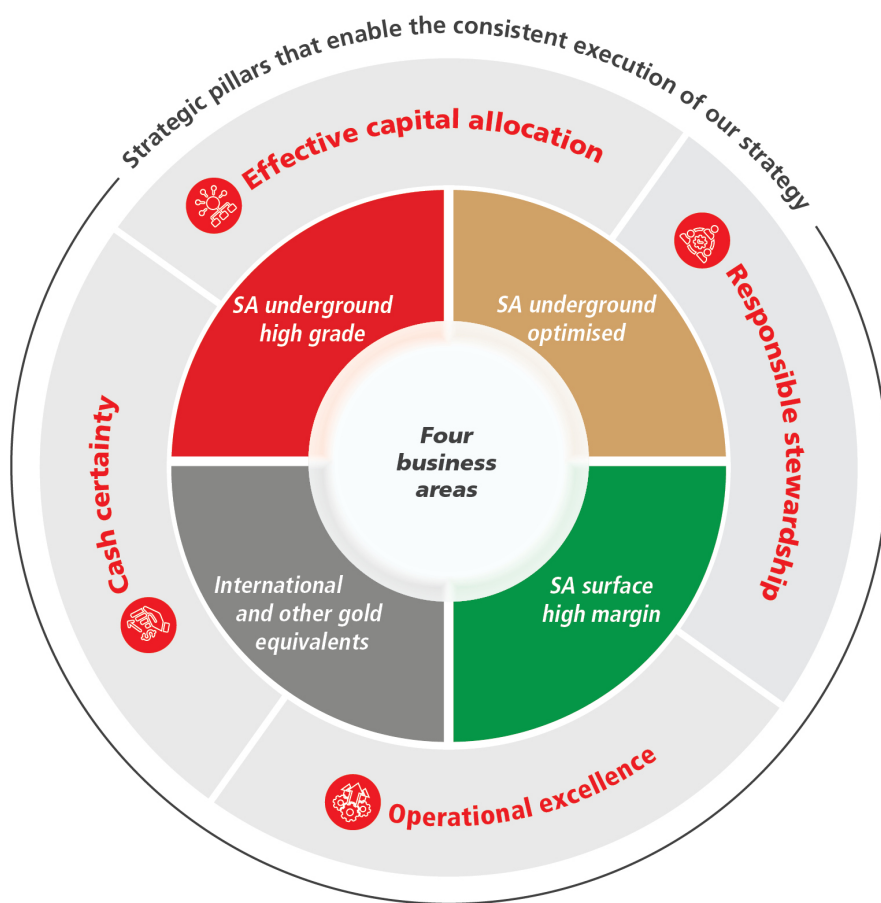 Strategic pillars that enable the consistent execution of our strategy
Effective capital allocation
Responsible stewardship
SA underground
high grade
SA underground
optimised
Four
business
areas
Cash certainty
International
and other gold
equivalents
SA surface
high margin
Operational excellence